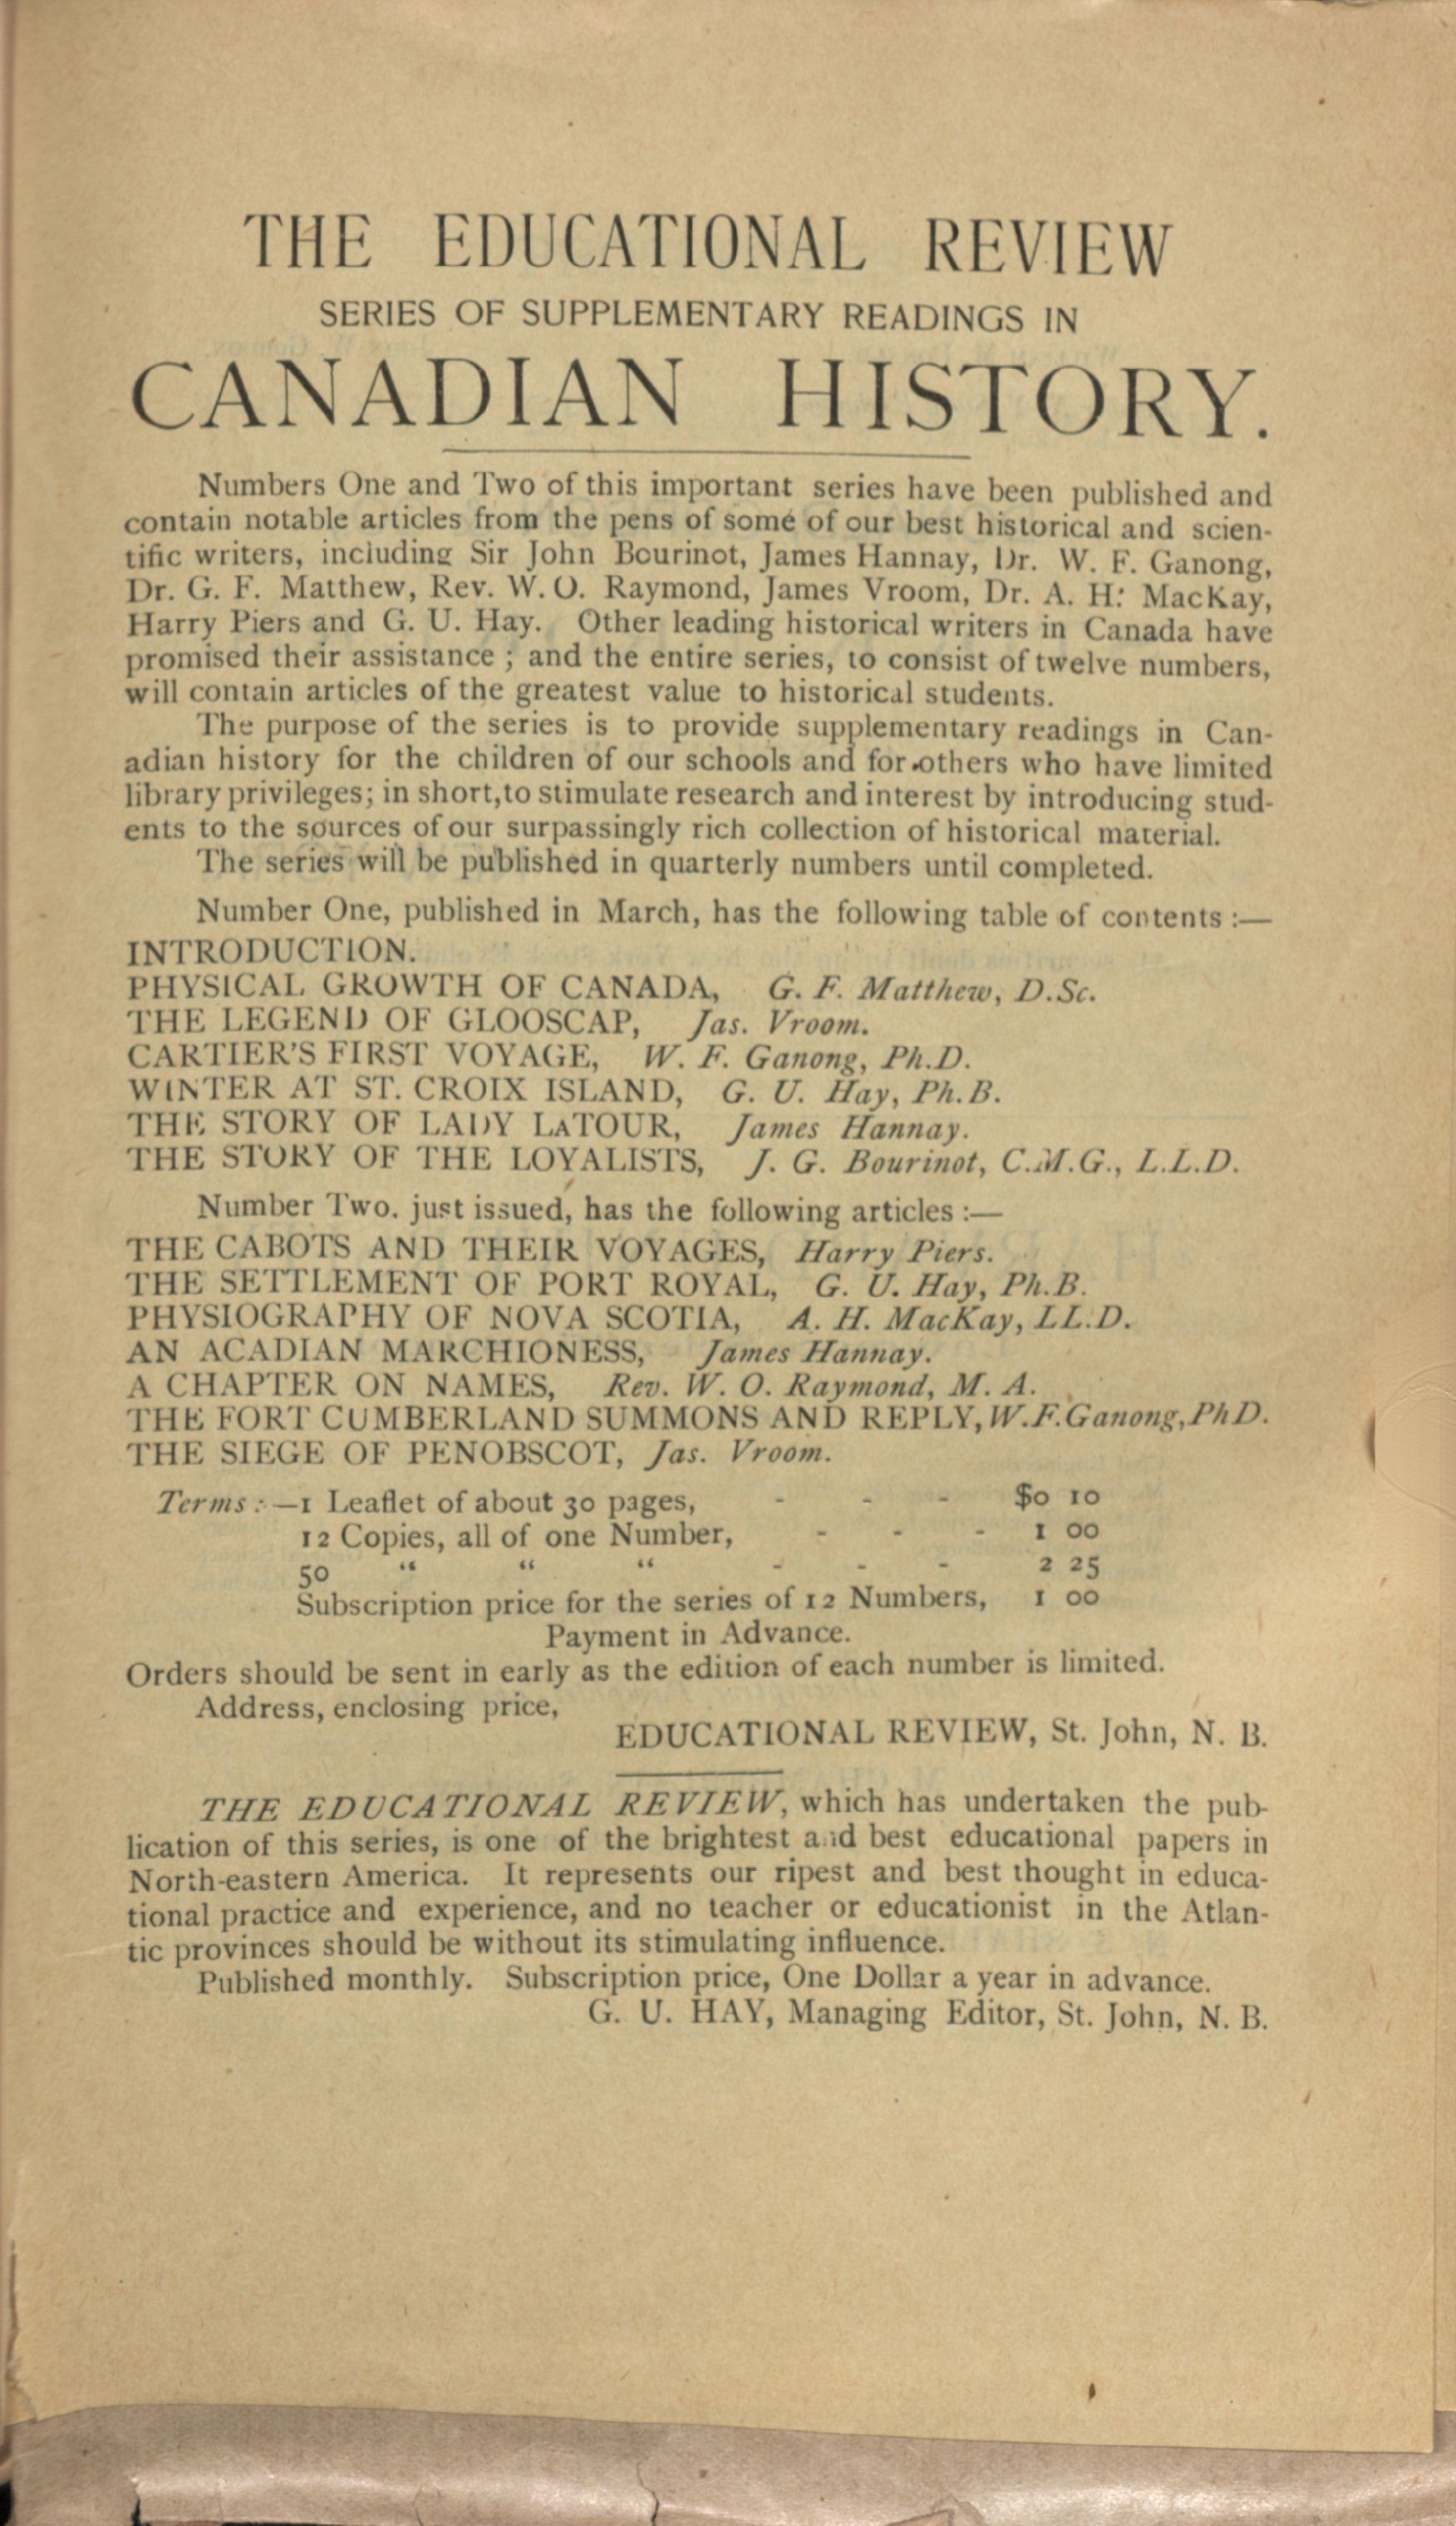 THE EDUCATIONAL REVIEW
SERIES OF SUPPLEMENTARY READINGS IN
CANADIAN HISTORY.
Numbers One and Two of this important series have been published and
contain notable articles from the pens of some of our best historical and scien-
tific writers, including Sir John Bourinot, James Hannay, Dr. W. F. Ganong,
Dr. G. F. Matthew, Rev. W. O. Raymond, James Vroom, Dr. A. H. MacKay,
Harry Piers and G. U. Hay. Other leading historical writers in Canada have
promised their assistance ; and the entire series, to consist of twelve numbers,
will contain articles of the greatest value to historical students.
The purpose of the series is to provide supplementary readings in Can-
adian history for the children of our schools and for others who have limited
library privileges; in short,to stimulate research and interest by introducing stud-
ents to the sources of our surpassingly rich collection of historical material.
The series will be published in quarterly numbers until completed.
Number One, published in March, has the following table of contents :—
INTRODUCTION.
PHYSICAL GROWTH OF CANADA, G. F. Matthew, D.Sc.
THE LEGEND OF GLOOSCAP, Jas. Vroom.
CARTIER'S FIRST VOYAGE, W. F. Ganong, Ph.D.
WINTER AT ST. CROIX ISLAND, G. U. Hay, Ph.B.
THE STORY OF LADY LATOUR, James Hannay.
THE STORY OF THE LOYALISTS, J. G. Bourinot, C.M.G., L.L.D.
Number Two. just issued, has the following articles :—
THE CABOTS AND THEIR VOYAGES, Harry Piers.
THE SETTLEMENT OF PORT ROYAL, G. U. Hay, Ph.B.
PHYSIOGRAPHY OF NOVA SCOTIA, A. H. MacKay, LL.D.
AN ACADIAN MARCHIONESS, James Hannay.
A CHAPTER ON NAMES, Rev. W. O. Raymond, M. A.
THE FORT CUMBERLAND SUMMONS AND REPLY, W.F.Ganong,PhD.
THE SIEGE OF PENOBSCOT, Jas. Vroom.
Terms :—1 Leaflet of about 30 pages, - - - $0 10
12 Copies, all of one Number, - - - 1 00
50 “ “ “ - - - 2 25
Subscription price for the series of 12 Numbers, 1 00
Payment in Advance.
Orders should be sent in early as the edition of each number is limited.
Address, enclosing price,
EDUCATIONAL REVIEW, St. John, N. B.
THE EDUCATIONAL REVIEW, which has undertaken the pub-
lication of this series, is one of the brightest and best educational papers in
North-eastern America. It represents our ripest and best thought in educa-
tional practice and experience, and no teacher or educationist in the Atlan-
tic provinces should be without its stimulating influence.
Published monthly. Subscription price, One Dollar a year in advance.
G. U. HAY, Managing Editor, St. John, N. B.